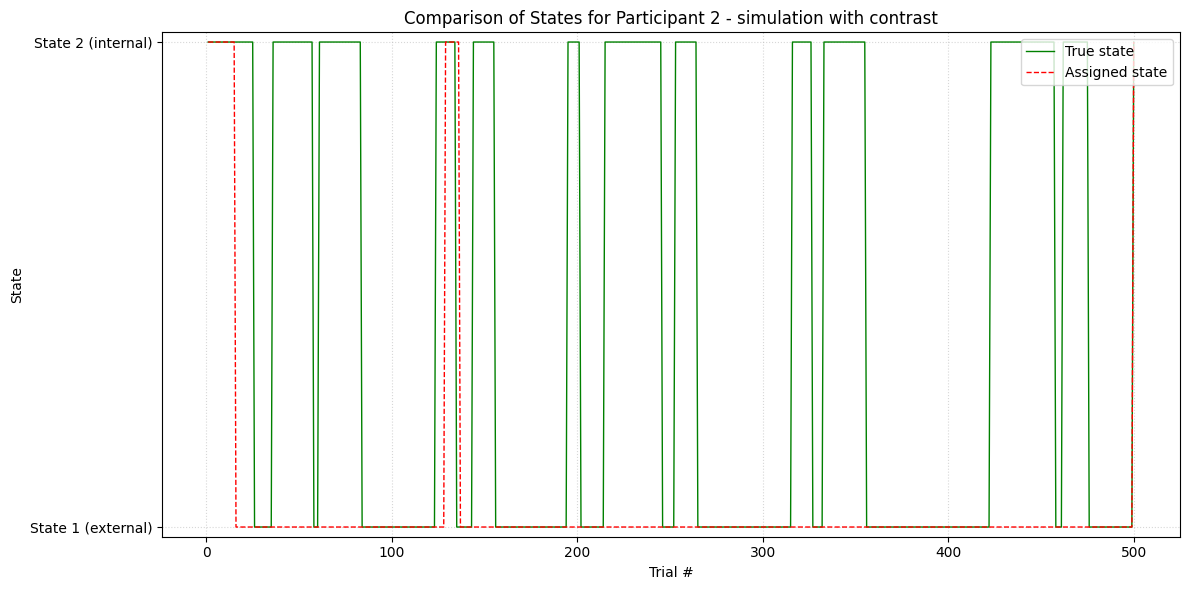 Comparison of States for Participant 2 - simulation with contrast
State 2 (internal)
True state
Assigned state
State
State 1 (external)
0 100 200 300 400 500
Trial #